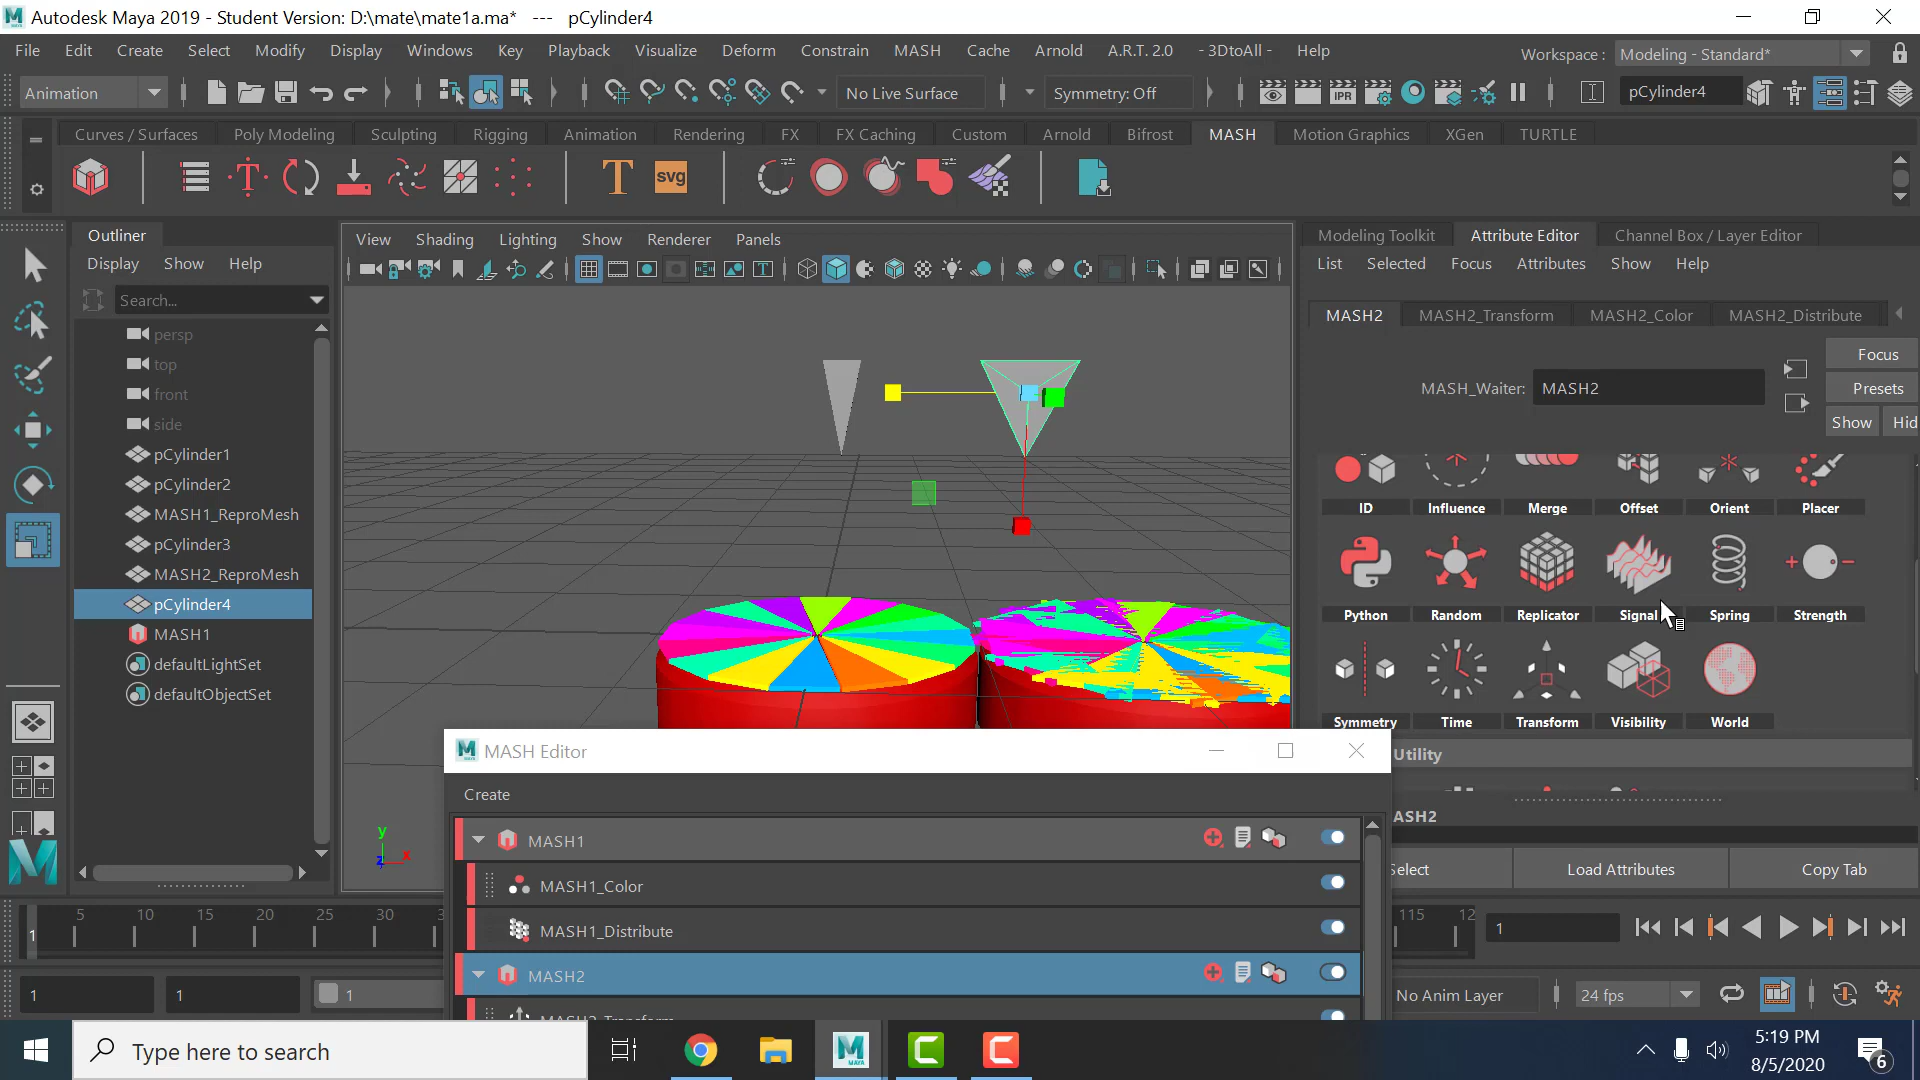 Autodesk Maya 2019 - Student Version: D:\mate\mate1a.ma* --- pCylinder4
File Edit Create Select Modify Display Windows Key Playback Visualize Deform Constrain MASH Cache Arnold A.R.T. 2.0 - 3DtoAll - Help Workspace : Modeling - Standard*
Animation No Live Surface Symmetry: Off IPR pCylinder4
Curves / Surfaces Poly Modeling Sculpting Rigging Animation Rendering FX FX Caching Custom Arnold Bifrost MASH Motion Graphics XGen TURTLE
T T svg
Outliner
Display Show Help
Search...
persp
top
front
side
pCylinder1
pCylinder2
MASH1_ReproMesh
pCylinder3
MASH2_ReproMesh
pCylinder4
MASH1
defaultLightSet
defaultObjectSet
View Shading Lighting Show Renderer Panels
y
z x
Modeling Toolkit Attribute Editor Channel Box / Layer Editor
List Selected Focus Attributes Show Help
MASH2 MASH2_Transform MASH2_Color MASH2_Distribute
Focus
MASH_Waiter: MASH2 Presets
Show Hid
ID Influence Merge Offset Orient Placer
Python Random Replicator Signal Spring Strength
Symmetry Time Transform Visibility World
Utility
ASH2
Select Load Attributes Copy Tab
MASH Editor
Create
MASH1
MASH1_Color
MASH1_Distribute
MASH2
MASH2_Transform
5 10 15 20 25 30 3 115 12
1 1
1 1 1 No Anim Layer 24 fps
Type here to search
5:19 PM
8/5/2020
6